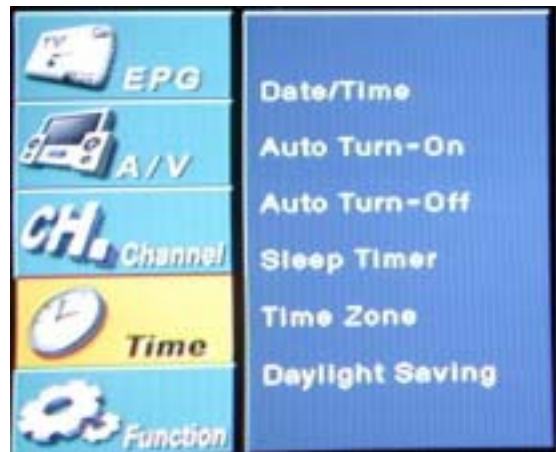 EPG
A/V
CH. Channel
Time
Function
Date/Time
Auto Turn-On
Auto Turn-Off
Sleep Timer
Time Zone
Daylight Saving